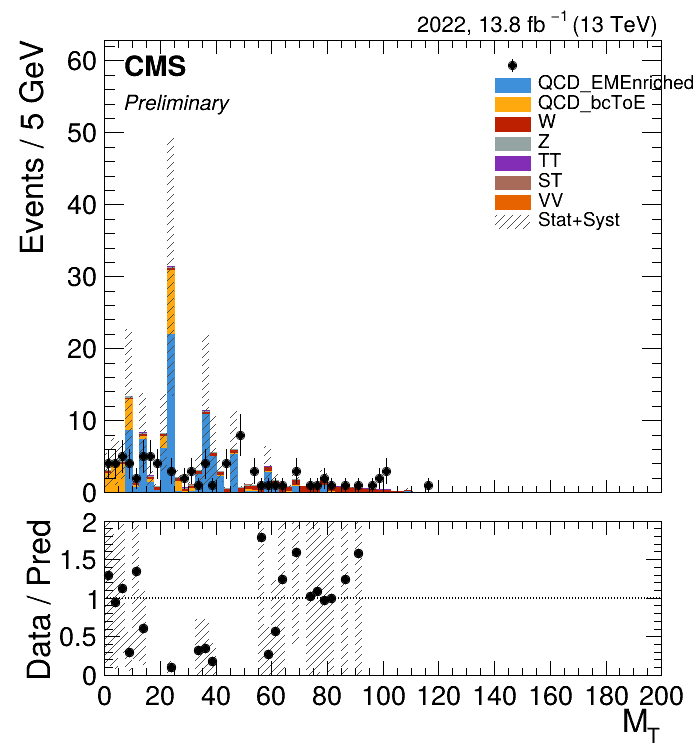 2022, 13.8 fb⁻¹ (13 TeV)
CMS
Preliminary
Events / 5 GeV
60
50
40
30
20
10
0
QCD_EMEnriched
QCD_bcToE
W
Z
TT
ST
VV
Stat+Syst
Data / Pred
2
1.5
1
0.5
0
0 20 40 60 80 100 120 140 160 180 200
M_T